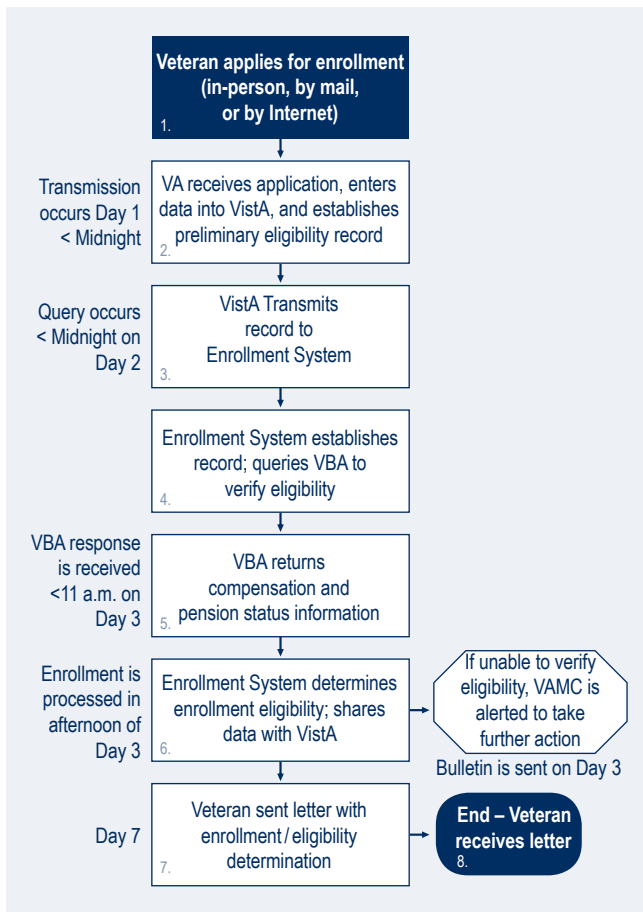 Veteran applies for enrollment
(in-person, by mail,
or by Internet)
1.
Transmission
occurs Day 1
< Midnight
VA receives application, enters
data into VistA, and establishes
preliminary eligibility record
2.
Query occurs
< Midnight on
Day 2
VistA Transmits
record to
Enrollment System
3.
Enrollment System establishes
record; queries VBA to
verify eligibility
4.
VBA response
is received
<11 a.m. on
Day 3
VBA returns
compensation and
pension status information
5.
Enrollment is
processed in
afternoon of
Day 3
Enrollment System determines
enrollment eligibility; shares
data with VistA
6.
If unable to verify
eligibility, VAMC is
alerted to take
further action
Bulletin is sent on Day 3
Day 7
Veteran sent letter with
enrollment/eligibility
determination
7.
End – Veteran
receives letter
8.